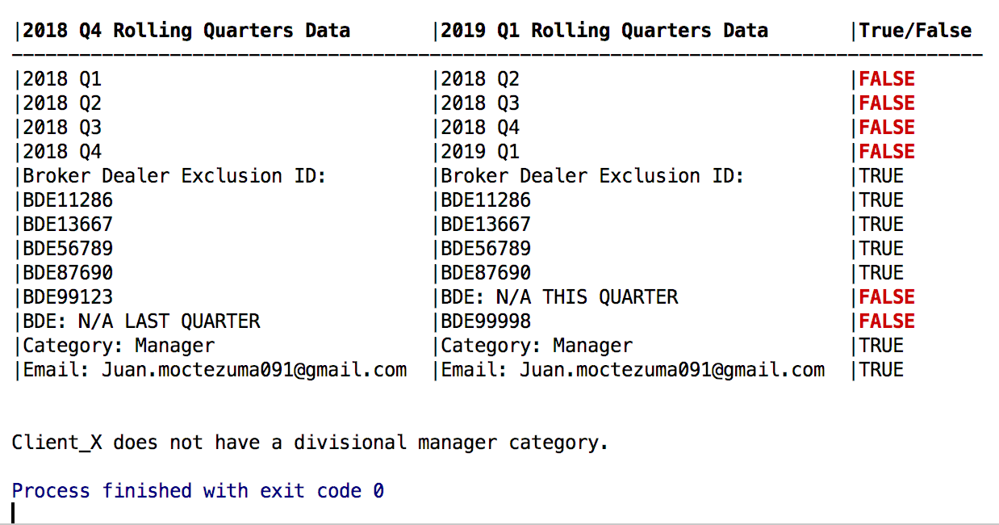 |2018 Q4 Rolling Quarters Data |2019 Q1 Rolling Quarters Data |True/False
--------------------------------------------------------------------------------------
|2018 Q1 |2018 Q2 |FALSE
|2018 Q2 |2018 Q3 |FALSE
|2018 Q3 |2018 Q4 |FALSE
|2018 Q4 |2019 Q1 |FALSE
|Broker Dealer Exclusion ID: |Broker Dealer Exclusion ID: |TRUE
|BDE11286 |BDE11286 |TRUE
|BDE13667 |BDE13667 |TRUE
|BDE56789 |BDE56789 |TRUE
|BDE87690 |BDE87690 |TRUE
|BDE99123 |BDE: N/A THIS QUARTER |FALSE
|BDE: N/A LAST QUARTER |BDE99998 |FALSE
|Category: Manager |Category: Manager |TRUE
|Email: Juan.moctezuma091@gmail.com |Email: Juan.moctezuma091@gmail.com |TRUE
Client_X does not have a divisional manager category.
Process finished with exit code 0